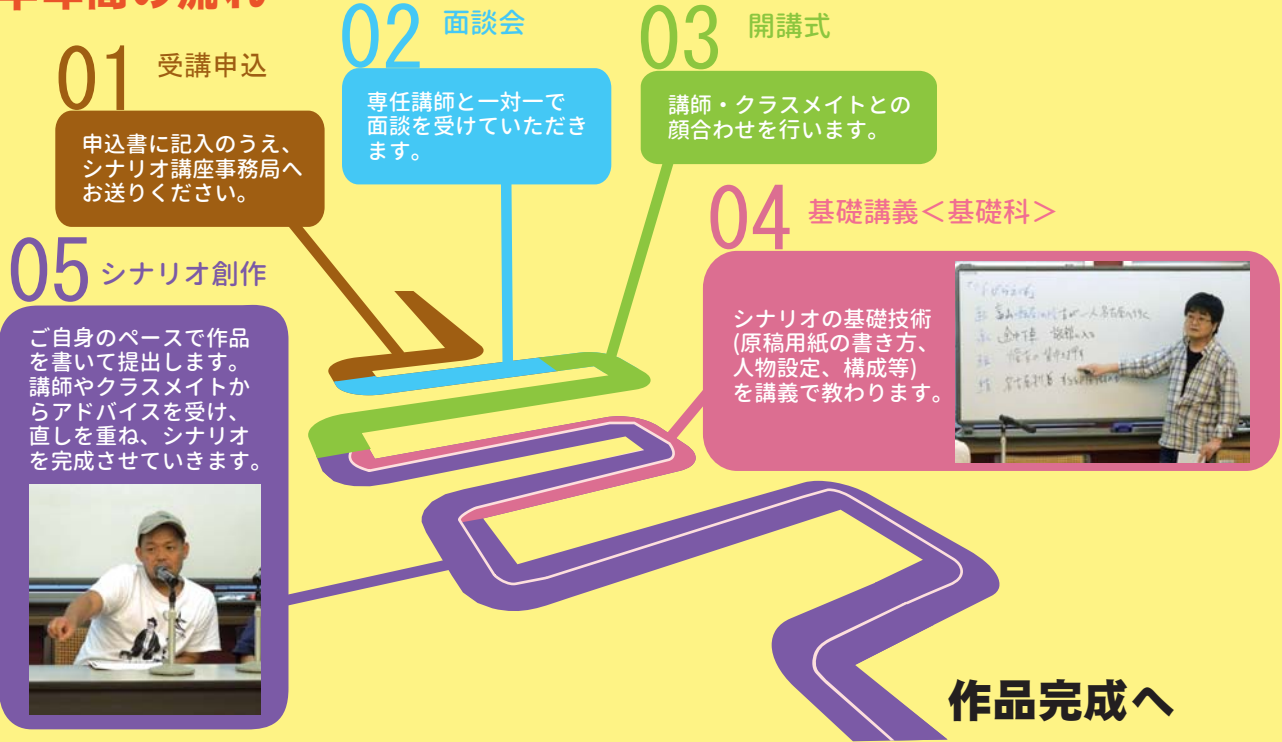 の流れ
01 受講申込
申込書に記入のうえ、
シナリオ講座事務局へ
お送りください。
02 面談会
専任講師と一対一で
面談を受けていただき
ます。
03 開講式
講師・クラスメイトとの
顔合わせを行います。
04 基礎講義＜基礎科＞
シナリオの基礎技術
(原稿用紙の書き方、
人物設定、構成等)
を講義で教わります。
05 シナリオ創作
ご自身のペースで作品
を書いて提出します。
講師やクラスメイトか
らアドバイスを受け、
直しを重ね、シナリオ
を完成させていきます。
作品完成へ